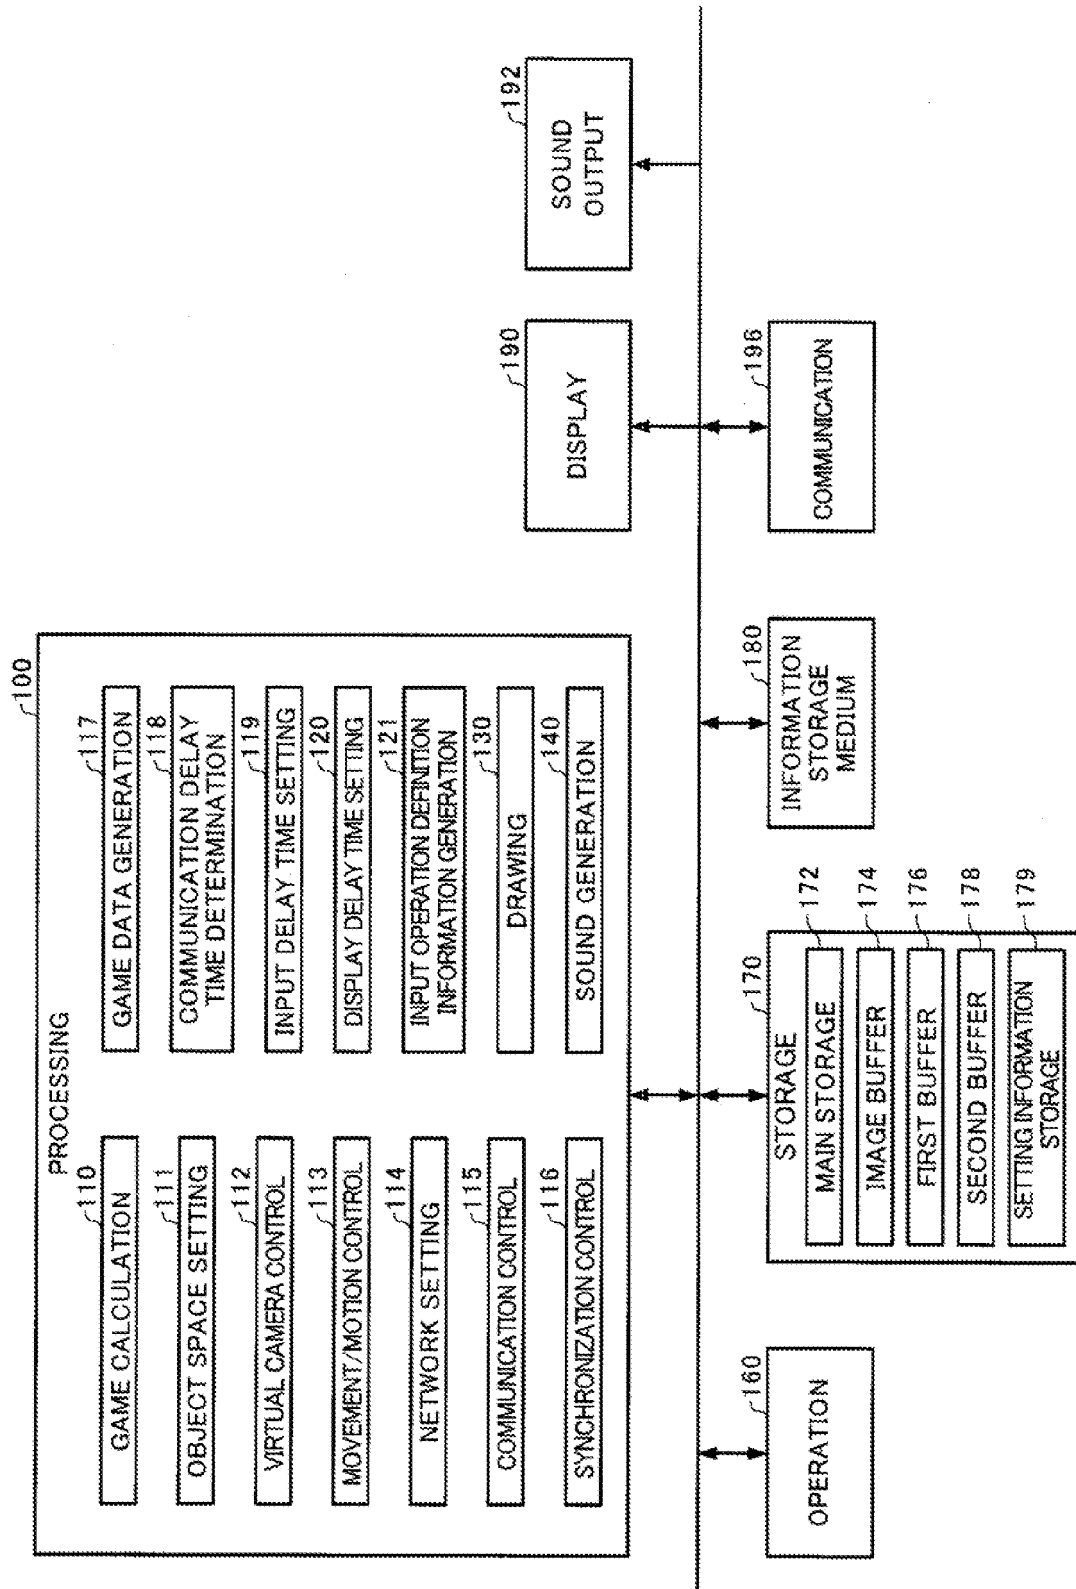 100
PROCESSING
110
GAME CALCULATION
111
OBJECT SPACE SETTING
112
VIRTUAL CAMERA CONTROL
113
MOVEMENT/MOTION CONTROL
114
NETWORK SETTING
115
COMMUNICATION CONTROL
116
SYNCHRONIZATION CONTROL
117
GAME DATA GENERATION
118
COMMUNICATION DELAY
TIME DETERMINATION
119
INPUT DELAY TIME SETTING
120
DISPLAY DELAY TIME SETTING
121
INPUT OPERATION DEFINITION
INFORMATION GENERATION
130
DRAWING
140
SOUND GENERATION
190
DISPLAY
192
SOUND
OUTPUT
160
OPERATION
170
STORAGE
MAIN STORAGE
172
IMAGE BUFFER
174
FIRST BUFFER
176
SECOND BUFFER
178
SETTING INFORMATION
STORAGE
179
180
INFORMATION
STORAGE
MEDIUM
196
COMMUNICATION